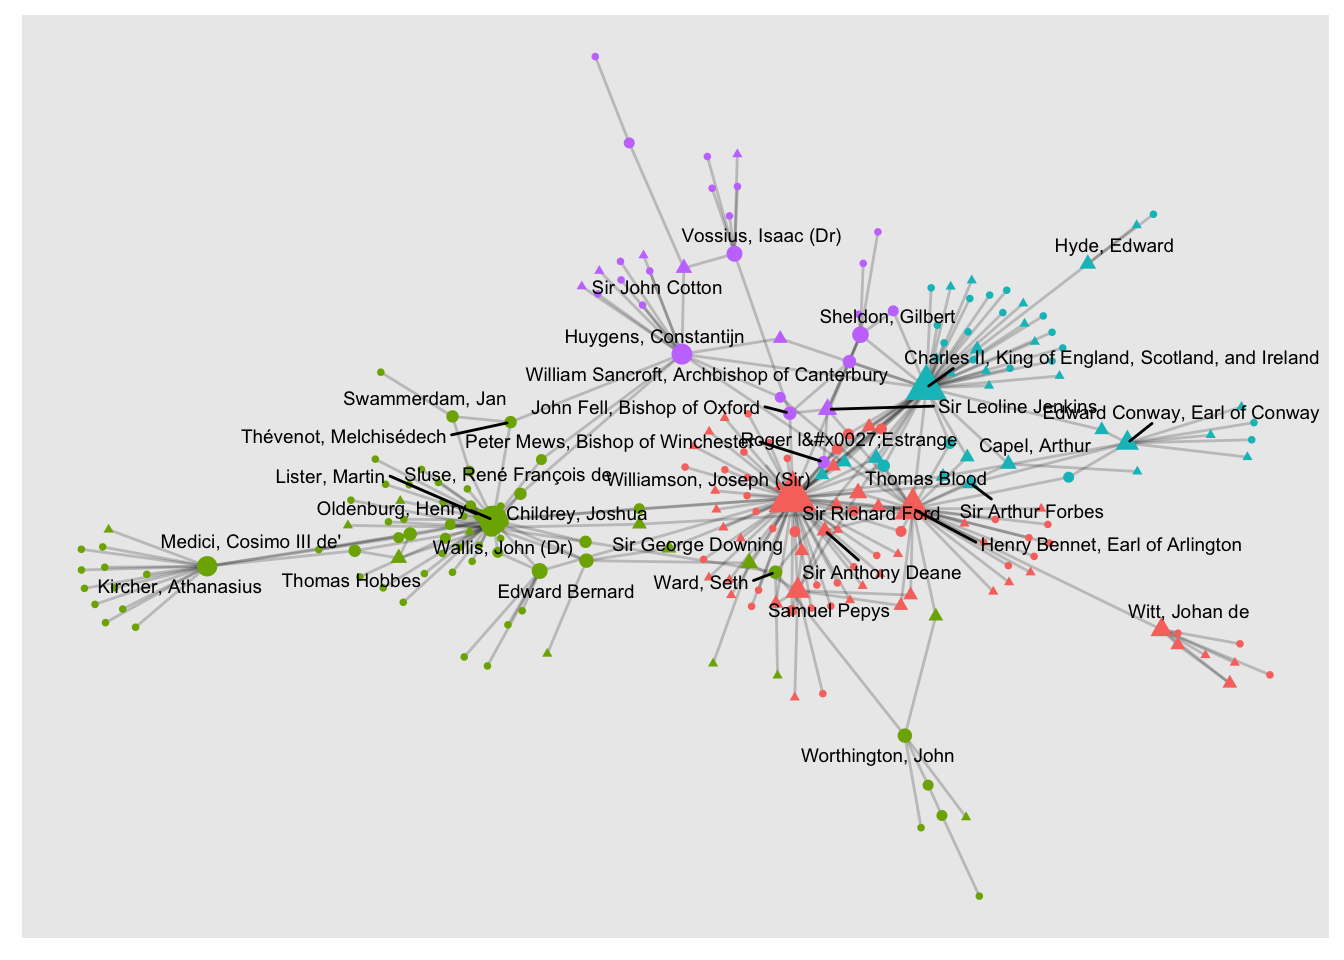 Vossius, Isaac (Dr)
Hyde, Edward
Sir John Cotton
Sheldon, Gilbert
Huygens, Constantijn
Charles II, King of England, Scotland, and Ireland
William Sancroft, Archbishop of Canterbury
Swammerdam, Jan
John Fell, Bishop of Oxford
Sir Leoline Jenkins
Edward Conway, Earl of Conway
Thévenot, Melchisédech
Peter Mews, Bishop of Winchester
Roger l&#x0027;Estrange
Capel, Arthur
Lister, Martin
Sluse, René François de
Williamson, Joseph (Sir)
Thomas Blood
Oldenburg, Henry
Childrey, Joshua
Sir Richard Ford
Sir Arthur Forbes
Medici, Cosimo III de'
Wallis, John (Dr)
Sir George Downing
Henry Bennet, Earl of Arlington
Kircher, Athanasius
Thomas Hobbes
Edward Bernard
Ward, Seth
Sir Anthony Deane
Samuel Pepys
Witt, Johan de
Worthington, John